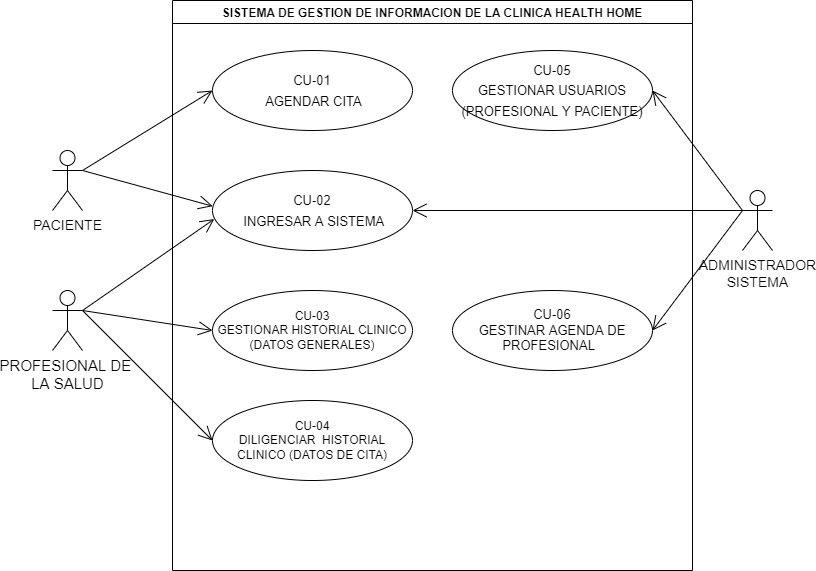 SISTEMA DE GESTION DE INFORMACION DE LA CLINICA HEALTH HOME
CU-01
AGENDAR CITA
CU-05
GESTIONAR USUARIOS
(PROFESIONAL Y PACIENTE)
PACIENTE
CU-02
INGRESAR A SISTEMA
ADMINISTRADOR
SISTEMA
CU-03
GESTIONAR HISTORIAL CLINICO
(DATOS GENERALES)
CU-06
GESTINAR AGENDA DE
PROFESIONAL
PROFESIONAL DE
LA SALUD
CU-04
DILIGENCIAR HISTORIAL
CLINICO (DATOS DE CITA)